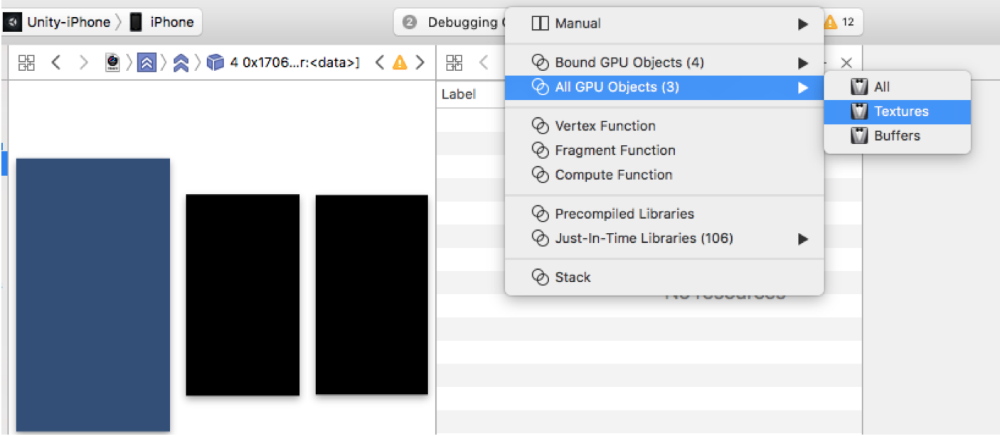 Unity-iPhone 〉 iPhone
2 Debugging
12
4 0x1706...r:<data>]
Label
Manual
Bound GPU Objects (4)
All GPU Objects (3)
Vertex Function
Fragment Function
Compute Function
Precompiled Libraries
Just-In-Time Libraries (106)
Stack
All
Textures
Buffers
No resources